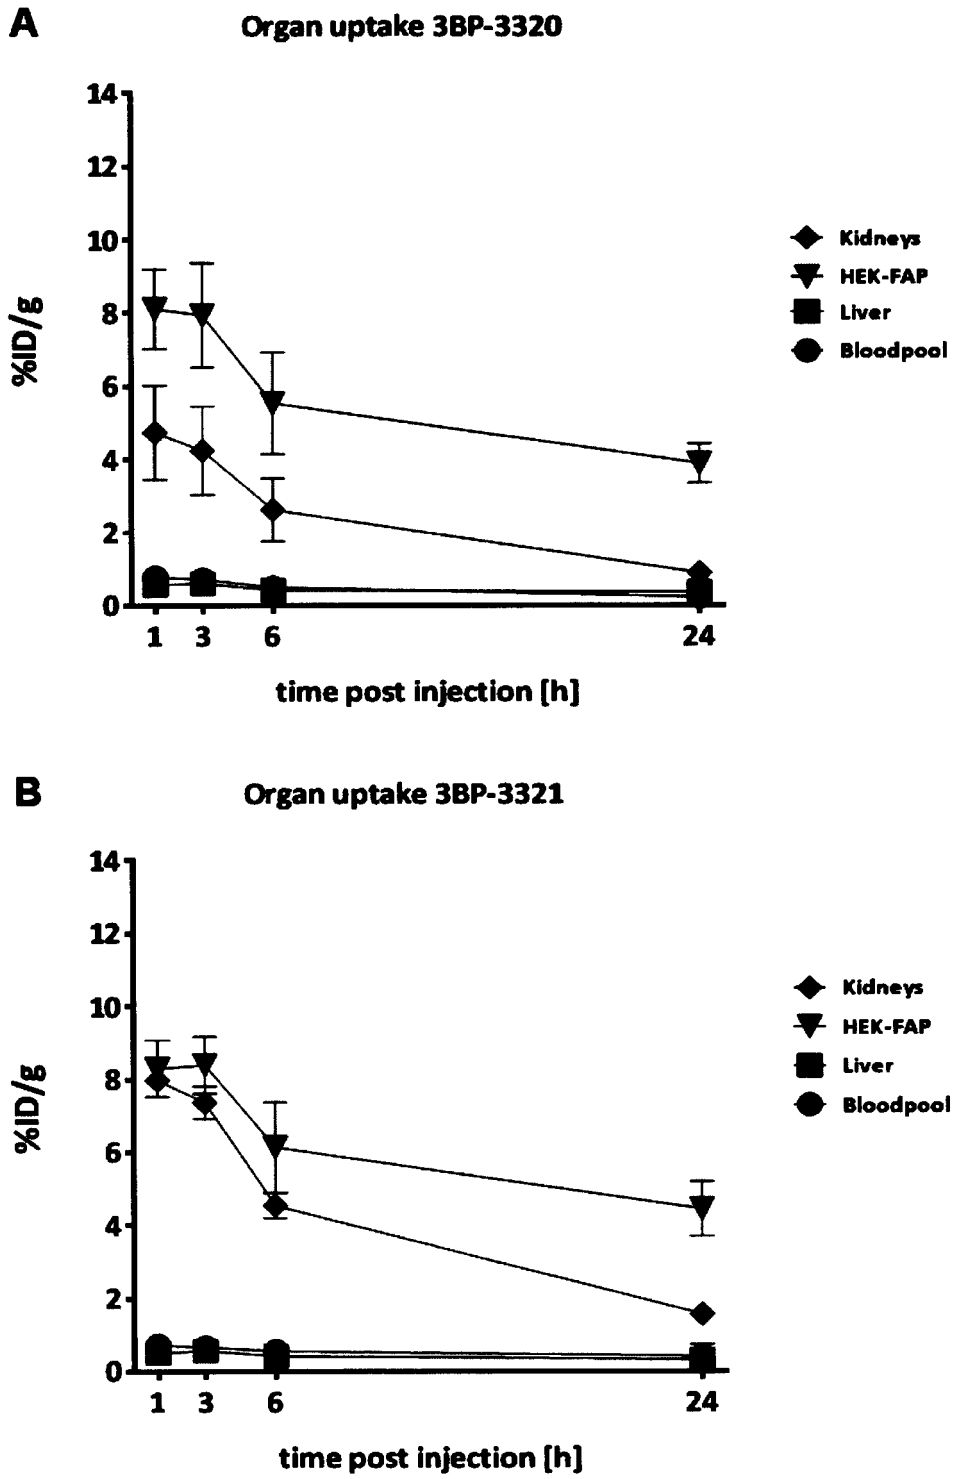 A
Organ uptake 3BP-3320
14
12
10
8
6
4
2
0
%ID/g
1 3 6 24
time post injection [h]
Kidneys
HEK-FAP
Liver
Bloodpool
B
Organ uptake 3BP-3321
14
12
10
8
6
4
2
0
%ID/g
1 3 6 24
time post injection [h]
Kidneys
HEK-FAP
Liver
Bloodpool